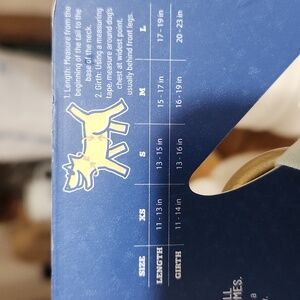 1. Length: Measure from the
beginning of the tail to the
base of the neck.
2. Girth: Using a measuring
tape, measure around dogs
chest at widest point,
usually behind front legs.
SIZE XS S M L
LENGTH 11 - 13 in 13 - 15 in 15 - 17 in 17 - 19 in
GIRTH 11 - 14 in 13 - 16 in 16 - 19 in 20 - 23 in